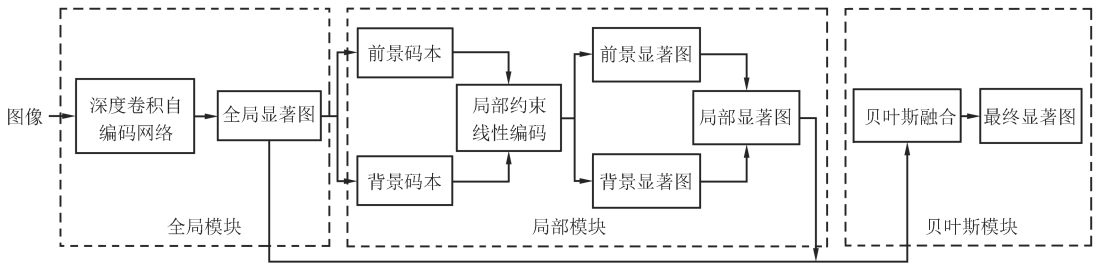 图像
深度卷积自
编码网络
全局显著图
全局模块
前景码本
背景码本
局部约束
线性编码
前景显著图
背景显著图
局部显著图
局部模块
贝叶斯融合
最终显著图
贝叶斯模块